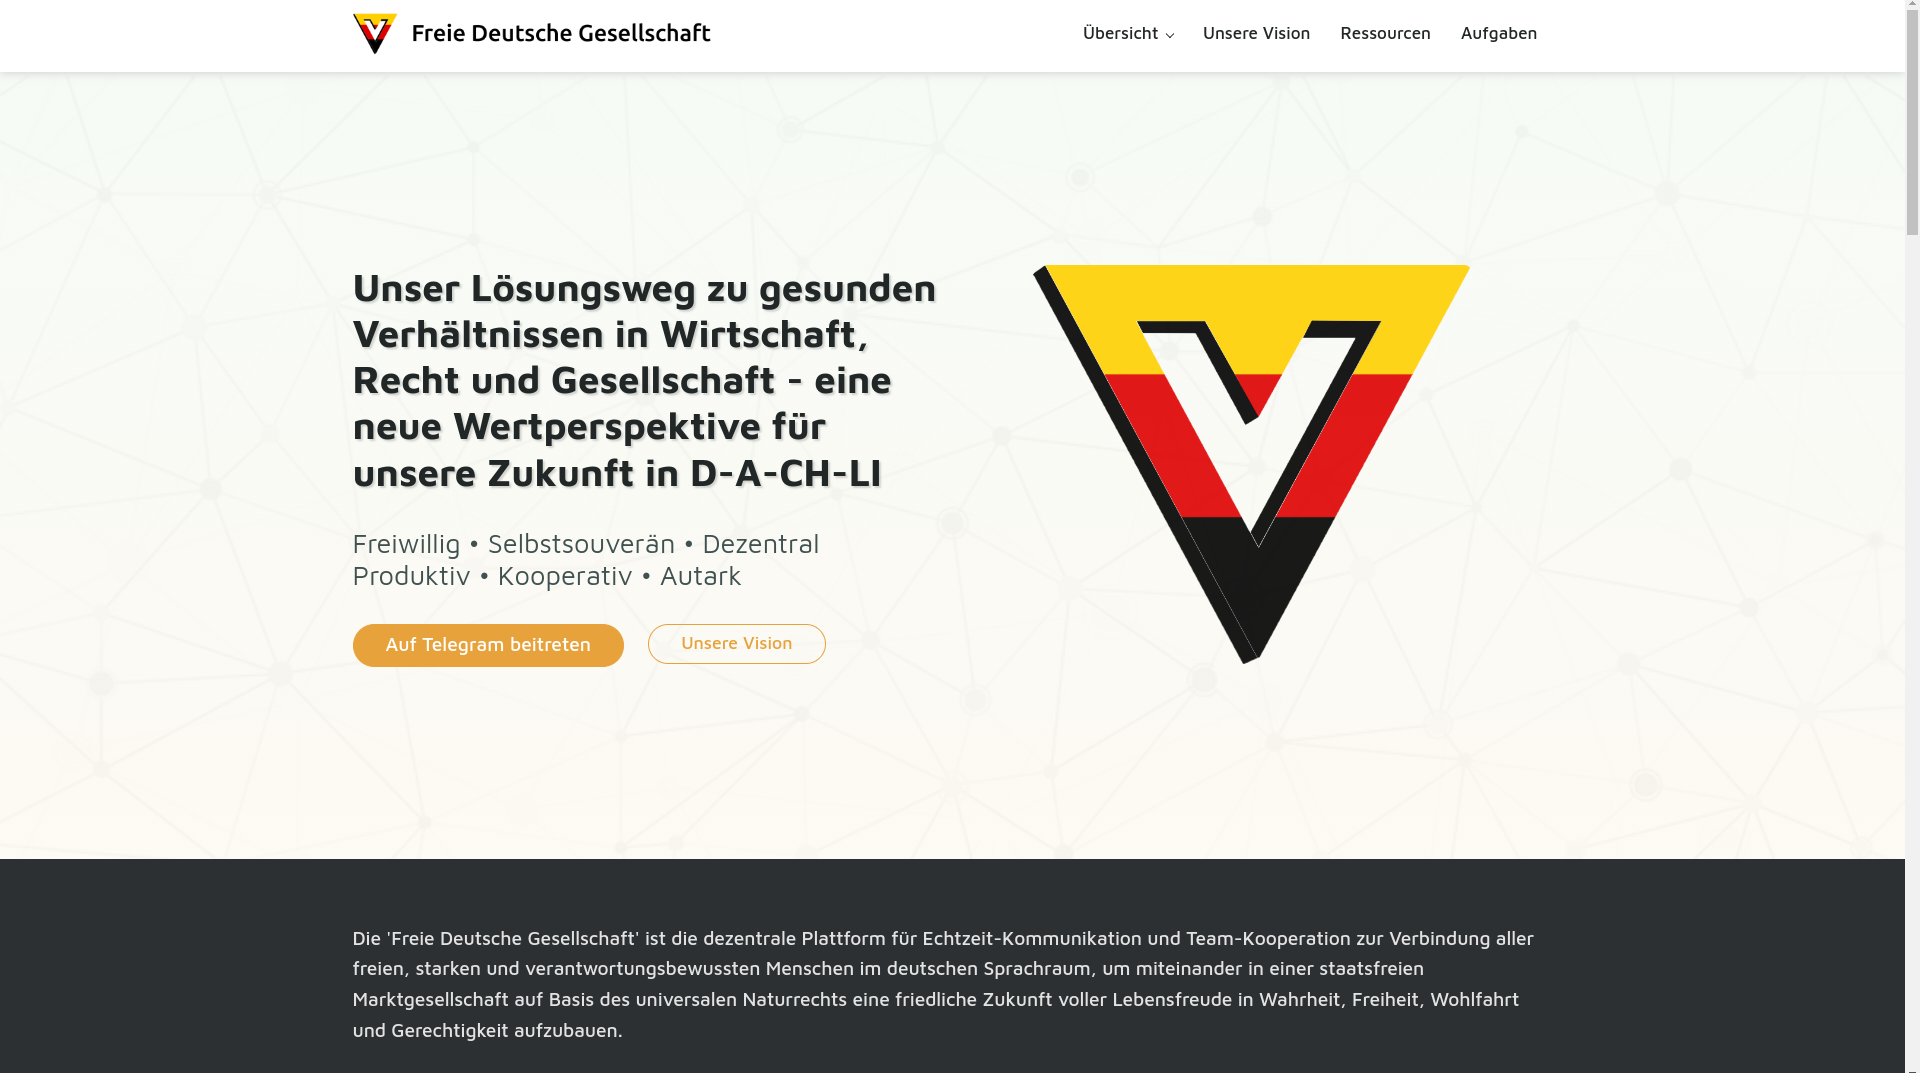 Freie Deutsche Gesellschaft
Übersicht
Unsere Vision
Ressourcen
Aufgaben
Unser Lösungsweg zu gesunden
Verhältnissen in Wirtschaft,
Recht und Gesellschaft - eine
neue Wertperspektive für
unsere Zukunft in D-A-CH-LI
Freiwillig • Selbstsouverän • Dezentral
Produktiv • Kooperativ • Autark
Auf Telegram beitreten
Unsere Vision
Die 'Freie Deutsche Gesellschaft' ist die dezentrale Plattform für Echtzeit-Kommunikation und Team-Kooperation zur Verbindung aller
freien, starken und verantwortungsbewussten Menschen im deutschen Sprachraum, um miteinander in einer staatsfreien
Marktgesellschaft auf Basis des universalen Naturrechts eine friedliche Zukunft voller Lebensfreude in Wahrheit, Freiheit, Wohlfahrt
und Gerechtigkeit aufzubauen.